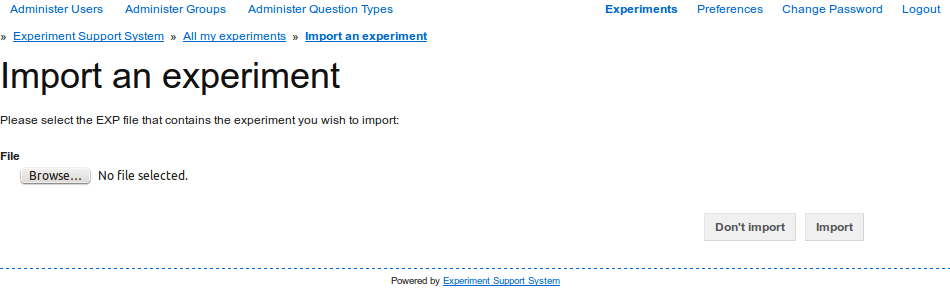 Administer Users Administer Groups Administer Question Types Experiments Preferences Change Password Logout
» Experiment Support System » All my experiments » Import an experiment
Import an experiment
Please select the EXP file that contains the experiment you wish to import:
File
Browse... No file selected.
Don't import Import
Powered by Experiment Support System